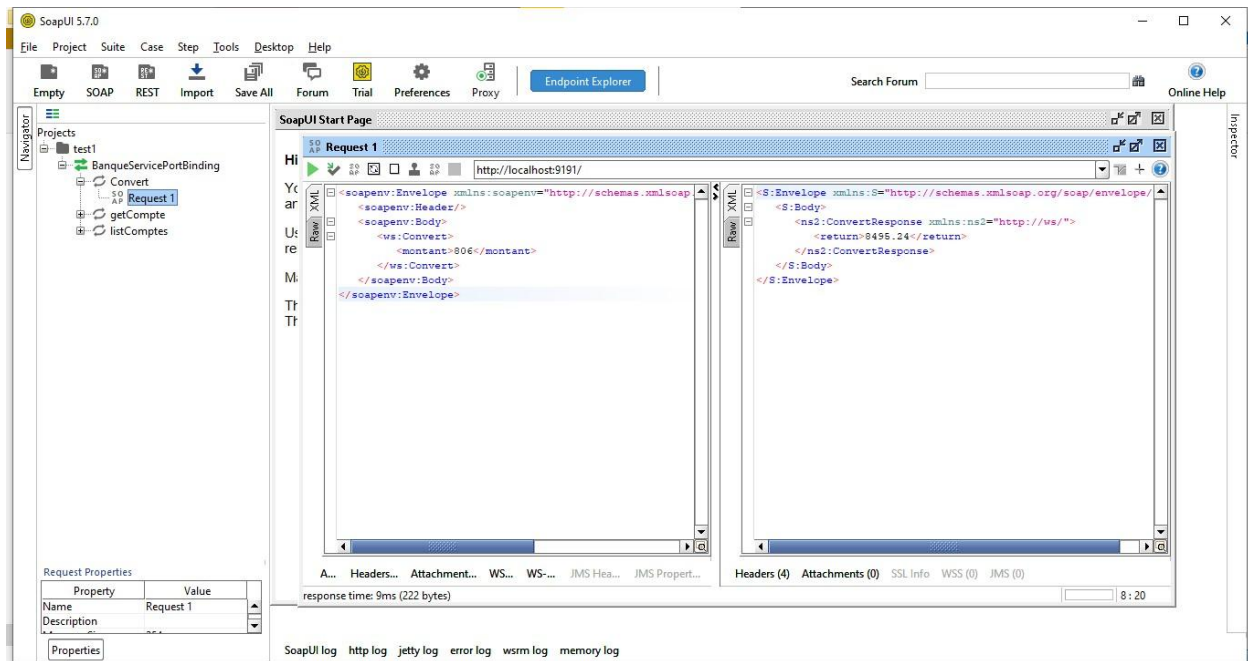 SoapUI 5.7.0
File Project Suite Case Step Tools Desktop Help
Empty SOAP REST Import Save All Forum Trial Preferences Proxy
Endpoint Explorer
Search Forum
Online Help
Navigator
Projects
test1
BanqueServicePortBinding
Convert
Request 1
getCompte
listComptes
SoapUI Start Page
Hi
Us
re
Request 1
http://localhost:9191/
XML
Raw
<soapenv:Envelope xmlns:soapenv="http://schemas.xmlsoap.
<soapenv:Header/>
<soapenv:Body>
<ws:Convert>
<montant>806</montant>
</ws:Convert>
</soapenv:Body>
</soapenv:Envelope>
A... Headers... Attachment... WS... WS-... JMS Hea... JMS Propert...
XML
Raw
<S:Envelope xmlns:S="http://schemas.xmlsoap.org/soap/envelope/
<S:Body>
<ns2:ConvertResponse xmlns:ns2="http://ws/">
<return>8495.24</return>
</ns2:ConvertResponse>
</S:Body>
</S:Envelope>
Headers (4) Attachments (0) SSL Info WSS (0) JMS (0)
response time: 9ms (222 bytes)
8 : 20
Inspector
Request Properties
Property Value
Name Request 1
Description
Properties
SoapUI log http log jetty log error log wsrm log memory log